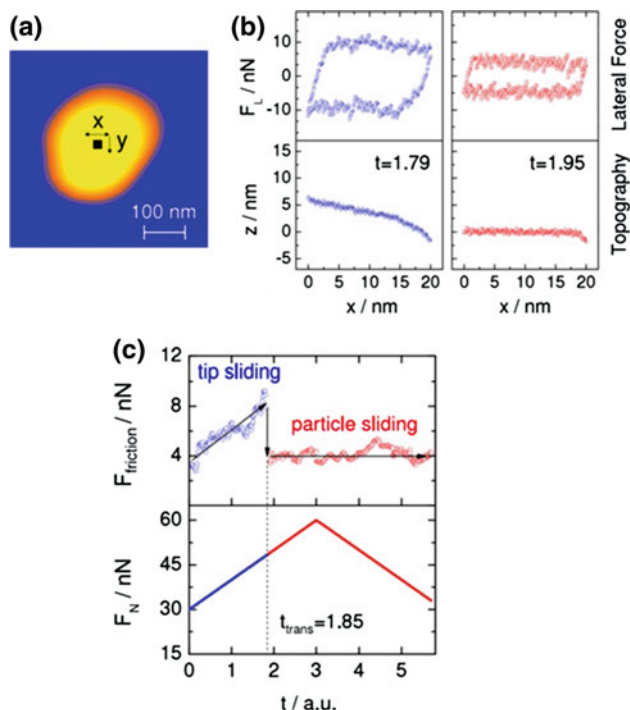 (a)
x
y
100 nm
(b)
F_L / nN
10
0
-10
Lateral Force
z / nm
15
10
5
0
-5
t=1.79
t=1.95
Topography
0 5 10 15 20 0 5 10 15 20
x / nm x / nm
(c)
F_friction / nN
12
8
4
tip sliding
particle sliding
F_N / nN
60
45
30
t_trans=1.85
0 1 2 3 4 5
t / a.u.